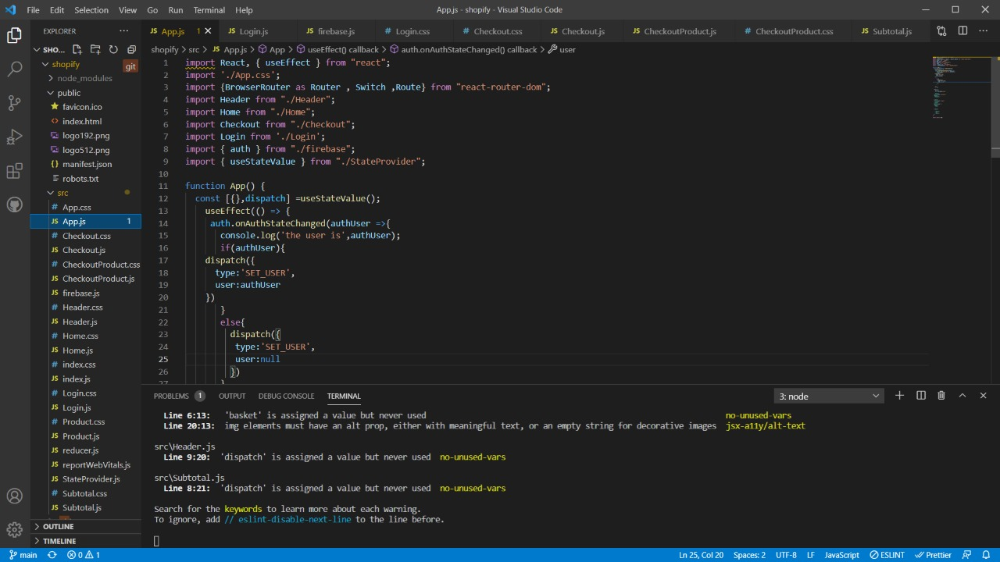 File Edit Selection View Go Run Terminal Help App.js - shopify - Visual Studio Code
EXPLORER
SHO...
shopify
git
node_modules
public
favicon.ico
index.html
logo192.png
logo512.png
manifest.json
robots.txt
src
App.css
App.js 1
Checkout.css
Checkout.js
CheckoutProduct.css
CheckoutProduct.js
firebase.js
Header.css
Header.js
Home.css
Home.js
index.css
index.js
Login.css
Login.js
Product.css
Product.js
reducer.js
reportWebVitals.js
StateProvider.js
Subtotal.css
Subtotal.js
OUTLINE
TIMELINE
JS App.js 1 JS Login.js JS firebase.js # Login.css # Checkout.css JS Checkout.js JS CheckoutProduct.js # CheckoutProduct.css JS Subtotal.js
shopify > src > JS App.js > App > useEffect() callback > auth.onAuthStateChanged() callback > user
1 import React, { useEffect } from "react";
2 import './App.css';
3 import {BrowserRouter as Router , Switch ,Route} from "react-router-dom";
4 import Header from "./Header";
5 import Home from "./Home";
6 import Checkout from "./Checkout";
7 import Login from './Login';
8 import { auth } from "./firebase";
9 import { useStateValue } from "./StateProvider";
10
11 function App() {
12 const [{},dispatch] =useStateValue();
13 useEffect(() => {
14 auth.onAuthStateChanged(authUser =>{
15 console.log('the user is',authUser);
16 if(authUser){
17 dispatch({
18 type:'SET_USER',
19 user:authUser
20 })
21 }
22 else{
23 dispatch({
24 type:'SET_USER',
25 user:null
26 })
27 }
PROBLEMS 1 OUTPUT DEBUG CONSOLE TERMINAL 3: node
Line 6:13: 'basket' is assigned a value but never used no-unused-vars
Line 20:13: img elements must have an alt prop, either with meaningful text, or an empty string for decorative images jsx-a11y/alt-text
src\Header.js
Line 9:20: 'dispatch' is assigned a value but never used no-unused-vars
src\Subtotal.js
Line 8:21: 'dispatch' is assigned a value but never used no-unused-vars
Search for the keywords to learn more about each warning.
To ignore, add // eslint-disable-next-line to the line before.
main 0 1 Ln 25, Col 20 Spaces: 2 UTF-8 LF JavaScript ESLINT Prettier